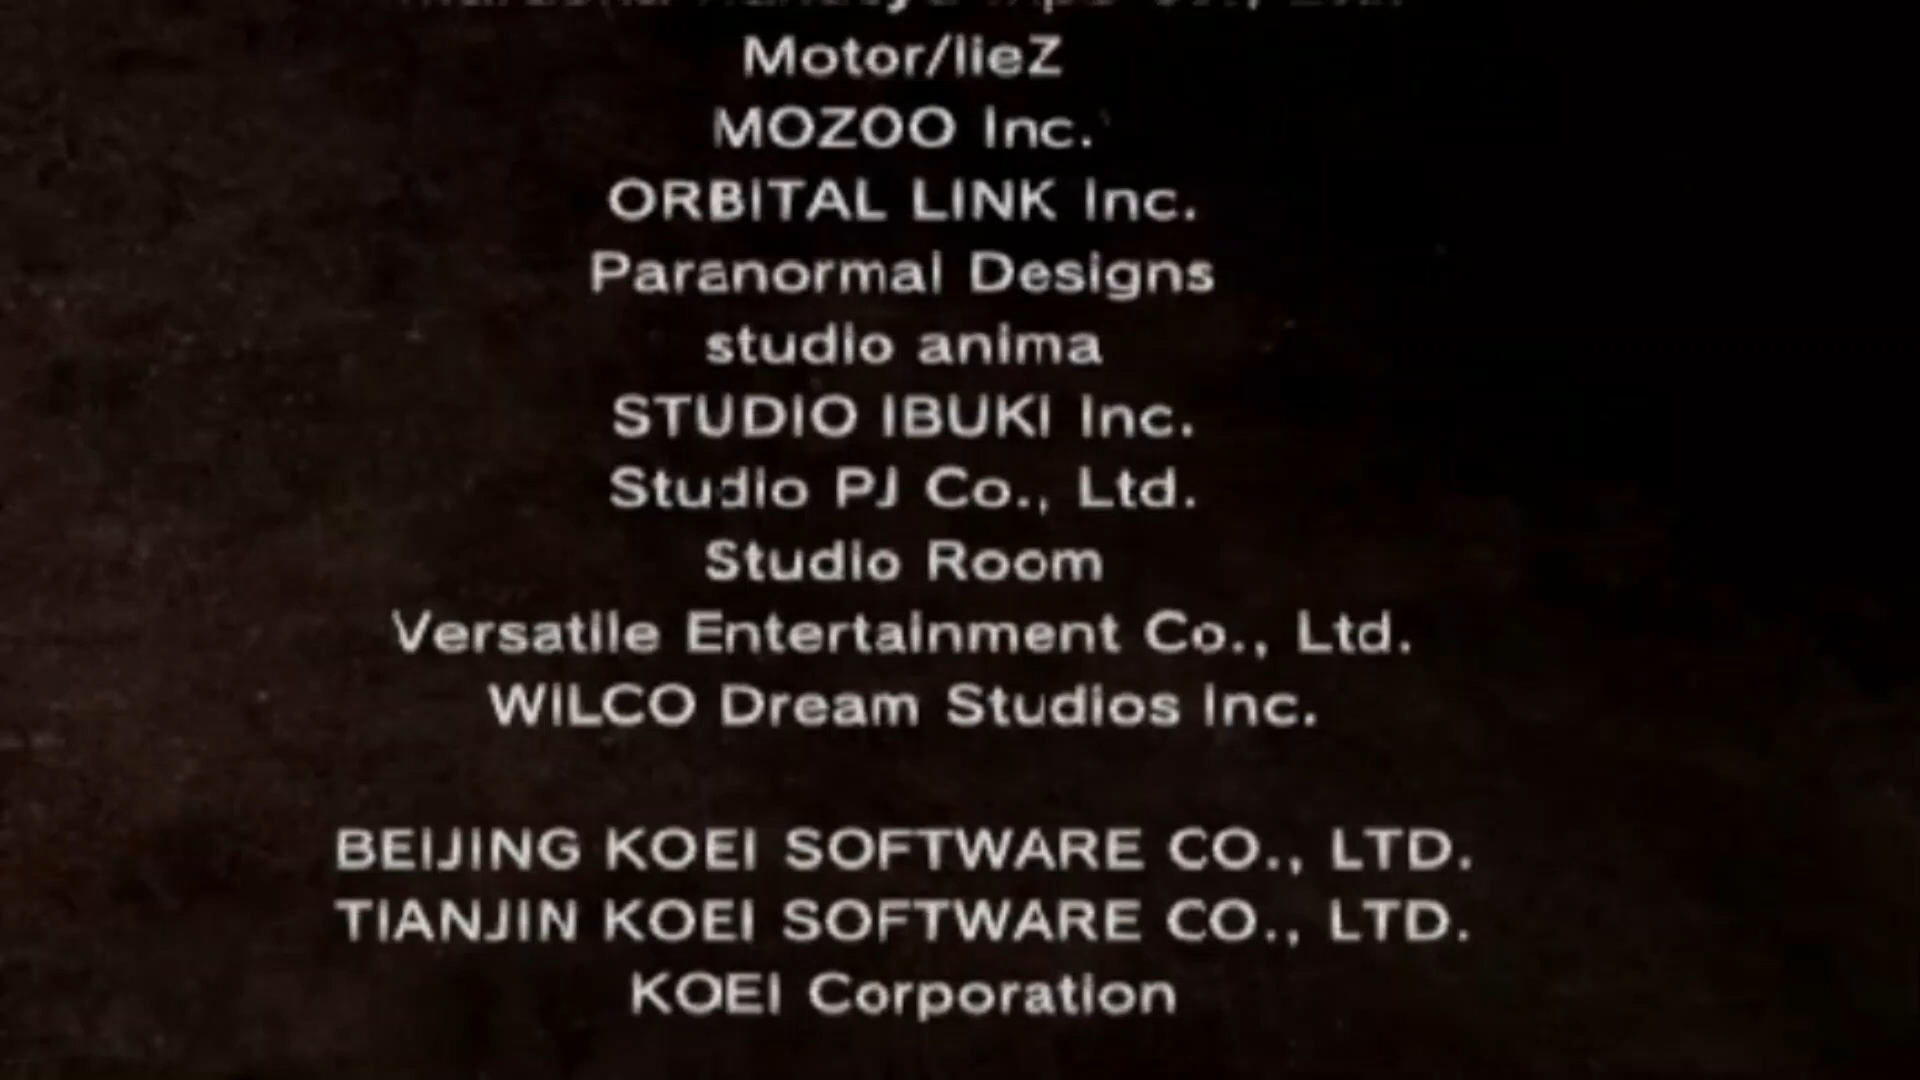 Motor/lieZ
MOZOO Inc.
ORBITAL LINK Inc.
Paranormal Designs
studio anima
STUDIO IBUKI Inc.
Studio PJ Co., Ltd.
Studio Room
Versatile Entertainment Co., Ltd.
WILCO Dream Studios Inc.
BEIJING KOEI SOFTWARE CO., LTD.
TIANJIN KOEI SOFTWARE CO., LTD.
KOEI Corporation